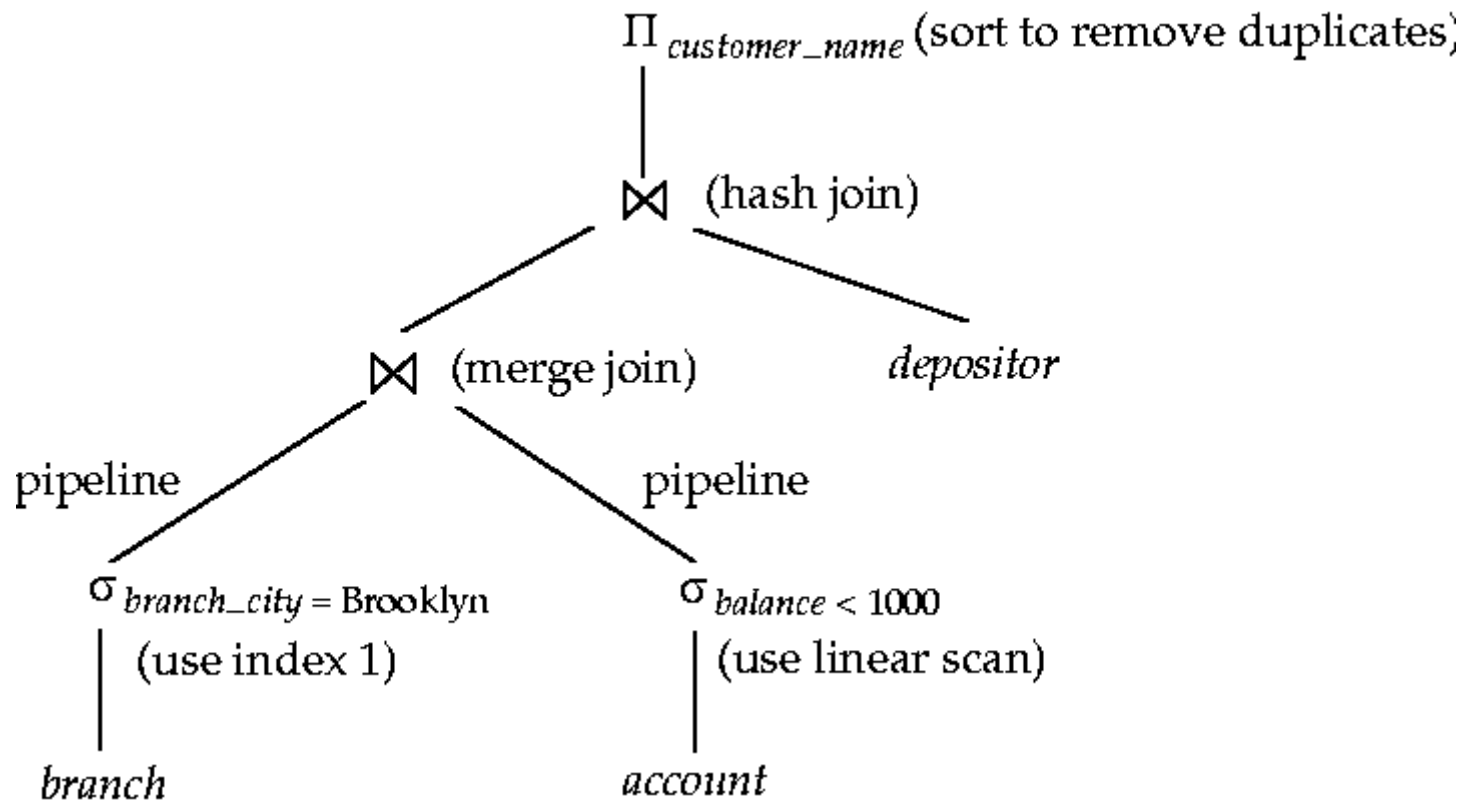 Π customer_name (sort to remove duplicates)
⋈ (hash join)
⋈ (merge join)
depositor
pipeline
pipeline
σ branch_city = Brooklyn
σ balance < 1000
(use index 1)
(use linear scan)
branch
account